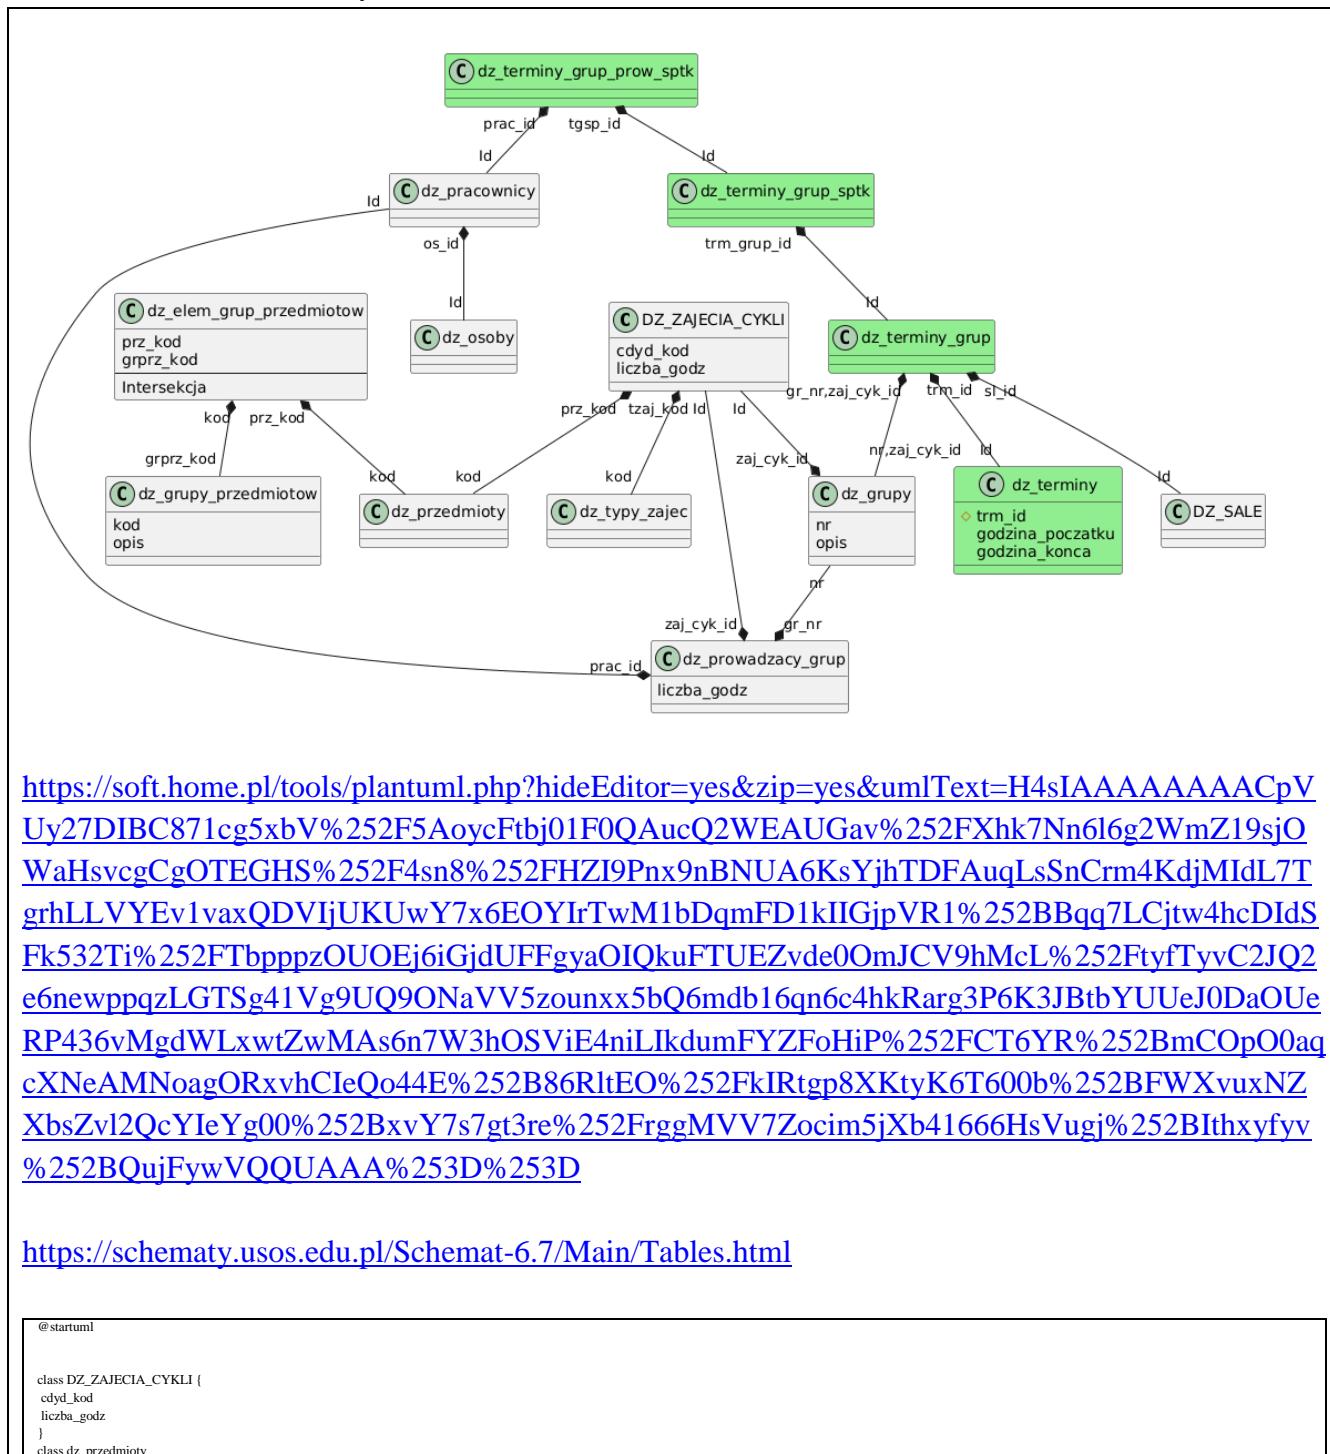 C dz_terminy_grup_prow_sptk
prac_id tgsp_id
Id Id
C dz_pracownicy
C dz_terminy_grup_sptk
Id
os_id
trm_grup_id
Id
Id
C dz_elem_grup_przedmiotow
prz_kod
grprz_kod
Intersekcja
C dz_osoby
C DZ_ZAJECIA_CYKLI
cdyd_kod
liczba_godz
C dz_terminy_grup
kod prz_kod
prz_kod tzaj_kod Id Id
gr_nr,zaj_cyk_id trm_id sl_id
grprz_kod
kod
kod
kod
zaj_cyk_id
nr,zaj_cyk_id Id
Id
C dz_grupy_przedmiotow
kod
opis
C dz_przedmioty
C dz_typy_zajec
C dz_grupy
nr
opis
C dz_terminy
trm_id
godzina_poczatku
godzina_konca
C DZ_SALE
nr
zaj_cyk_id gr_nr
prac_id
C dz_prowadzacy_grup
liczba_godz
https://soft.home.pl/tools/plantuml.php?hideEditor=yes&zip=yes&umlText=H4sIAAAAAAAACpV
Uy27DIBC871cg5xbV%252F5AoycFtbj01F0QAucQ2WEAUGav%252FXhk7Nn6l6g2WmZ19sjO
WaHsvcgCgOTEGHS%252F4sn8%252FHZI9Pnx9nBNUA6KsYjhTDFAuqLsSnCrm4KdjMIdL7T
grhLLVYEv1vaxQDVIjUKUwY7x6EOYIrTwM1bDqmFD1kIIGjpVR1%252BBqq7LCjtw4hcDIdS
Fk532Ti%252FTbpppzOUOEj6iGjdUFFgyaOIQkuFTUEZvde0OmJCV9hMcL%252FtyfTyvC2JQ2
e6newppqzLGTSg41Vg9UQ9ONaVV5zounxx5bQ6mdb16qn6c4hkRarg3P6K3JBtbYUUeJ0DaOUe
RP436vMgdWLxwtZwMAs6n7W3hOSViE4niLIkdumFYZFoHiP%252FCT6YR%252BmCOpO0aq
cXNeAMNoagORxvhCIeQo44E%252B86RltEO%252FkIRtgp8XKtyK6T600b%252BFWXvuxNZ
XbsZvl2QcYIeYg00%252BxvY7s7gt3re%252FrggMVV7Zocim5jXb41666HsVugj%252BIthxyfyv
%252BQujFywVQQUAAA%253D%253D
https://schematy.usos.edu.pl/Schemat-6.7/Main/Tables.html
@startuml
class DZ_ZAJECIA_CYKLI {
cdyd_kod
liczba_godz
}
class dz_przedmioty